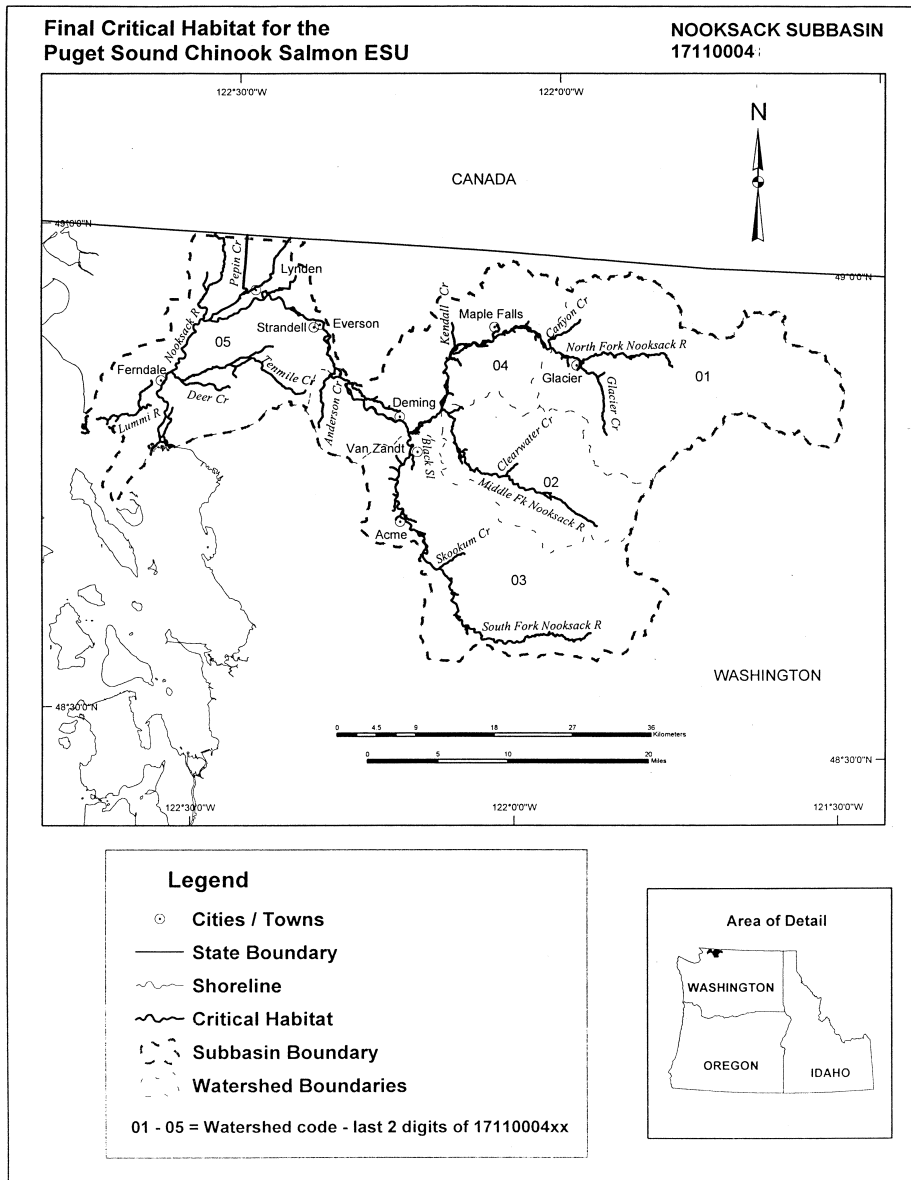 Final Critical Habitat for the
Puget Sound Chinook Salmon ESU
NOOKSACK SUBBASIN
17110004
122°30'0"W
122°0'0"W
N
CANADA
49°0'0"N
49°0'0"N
Pepin Cr
Lynden
Nooksack R
Strandell
Everson
05
Ferndale
Tenmile Cr
Deer Cr
Lummi R
Anderson Cr
Kendall Cr
Maple Falls
Canyon Cr
North Fork Nooksack R
04
Glacier
01
Glacier Cr
Deming
Van Zandt
Black Sl
Clearwater Cr
02
Middle Fk Nooksack R
Acme
Skookum Cr
03
South Fork Nooksack R
WASHINGTON
48°30'0"N
0 4.5 9 18 27 36
Kilometers
0 5 10 20
Miles
48°30'0"N
122°30'0"W
122°0'0"W
121°30'0"W
Legend
Cities / Towns
State Boundary
Shoreline
Critical Habitat
Subbasin Boundary
Watershed Boundaries
01 - 05 = Watershed code - last 2 digits of 17110004xx
Area of Detail
WASHINGTON
OREGON
IDAHO